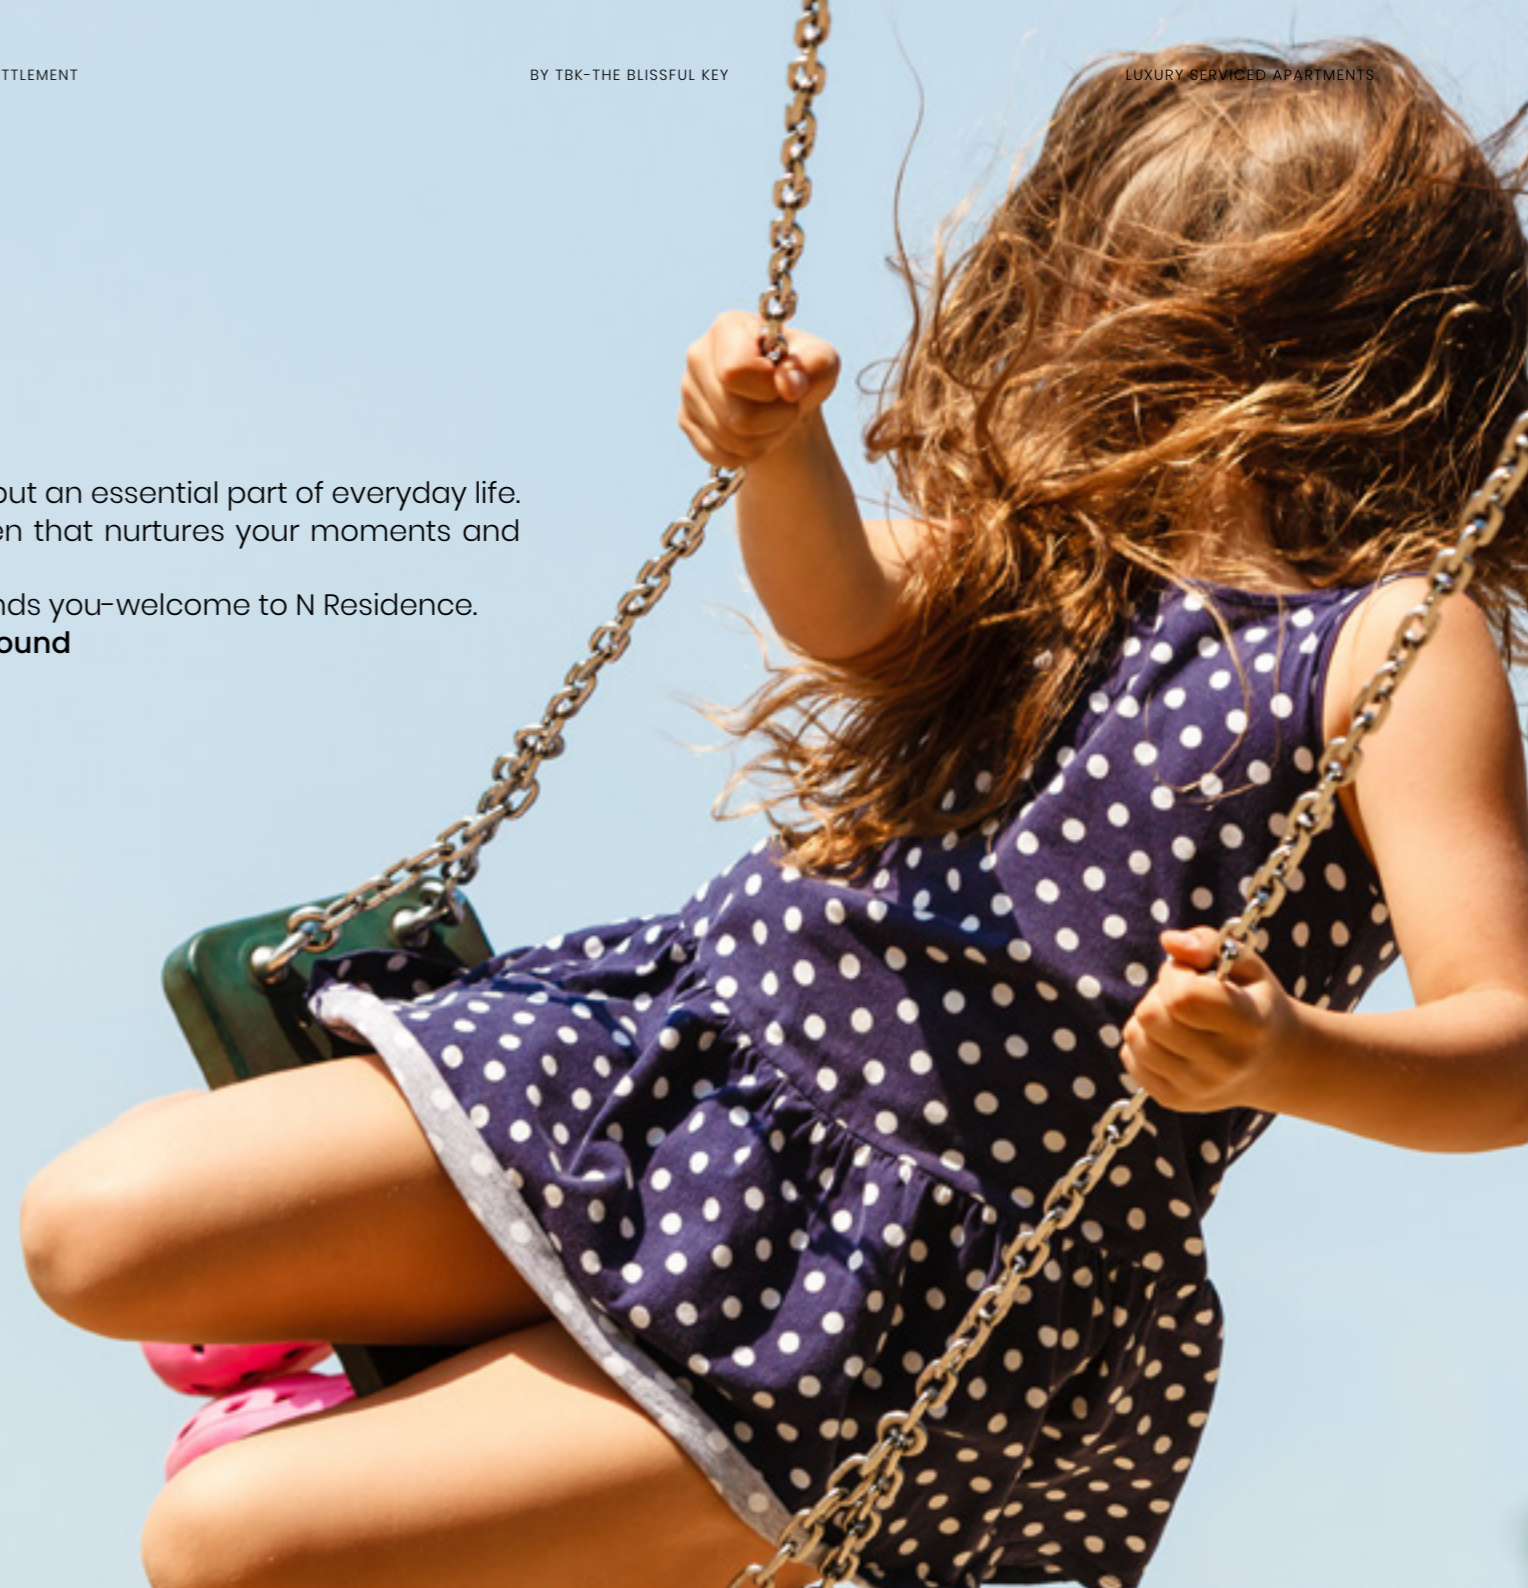 TTLEMENT
BY TBK-THE BLISSFUL KEY
LUXURY SERVICED APARTMENTS
but an essential part of everyday life.
en that nurtures your moments and
nds you-welcome to N Residence.
ound